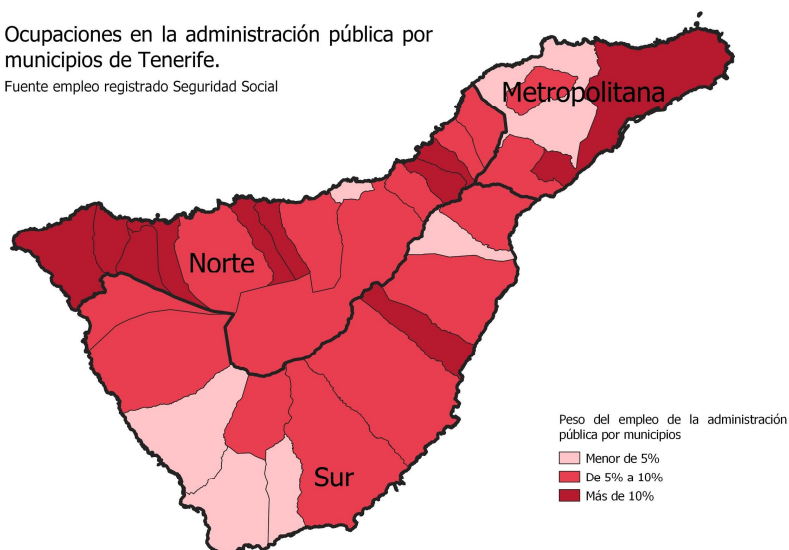 Ocupaciones en la administración pública por
municipios de Tenerife.
Fuente empleo registrado Seguridad Social
Metropolitana
Norte
Sur
Peso del empleo de la administración
pública por municipios
Menor de 5%
De 5% a 10%
Más de 10%